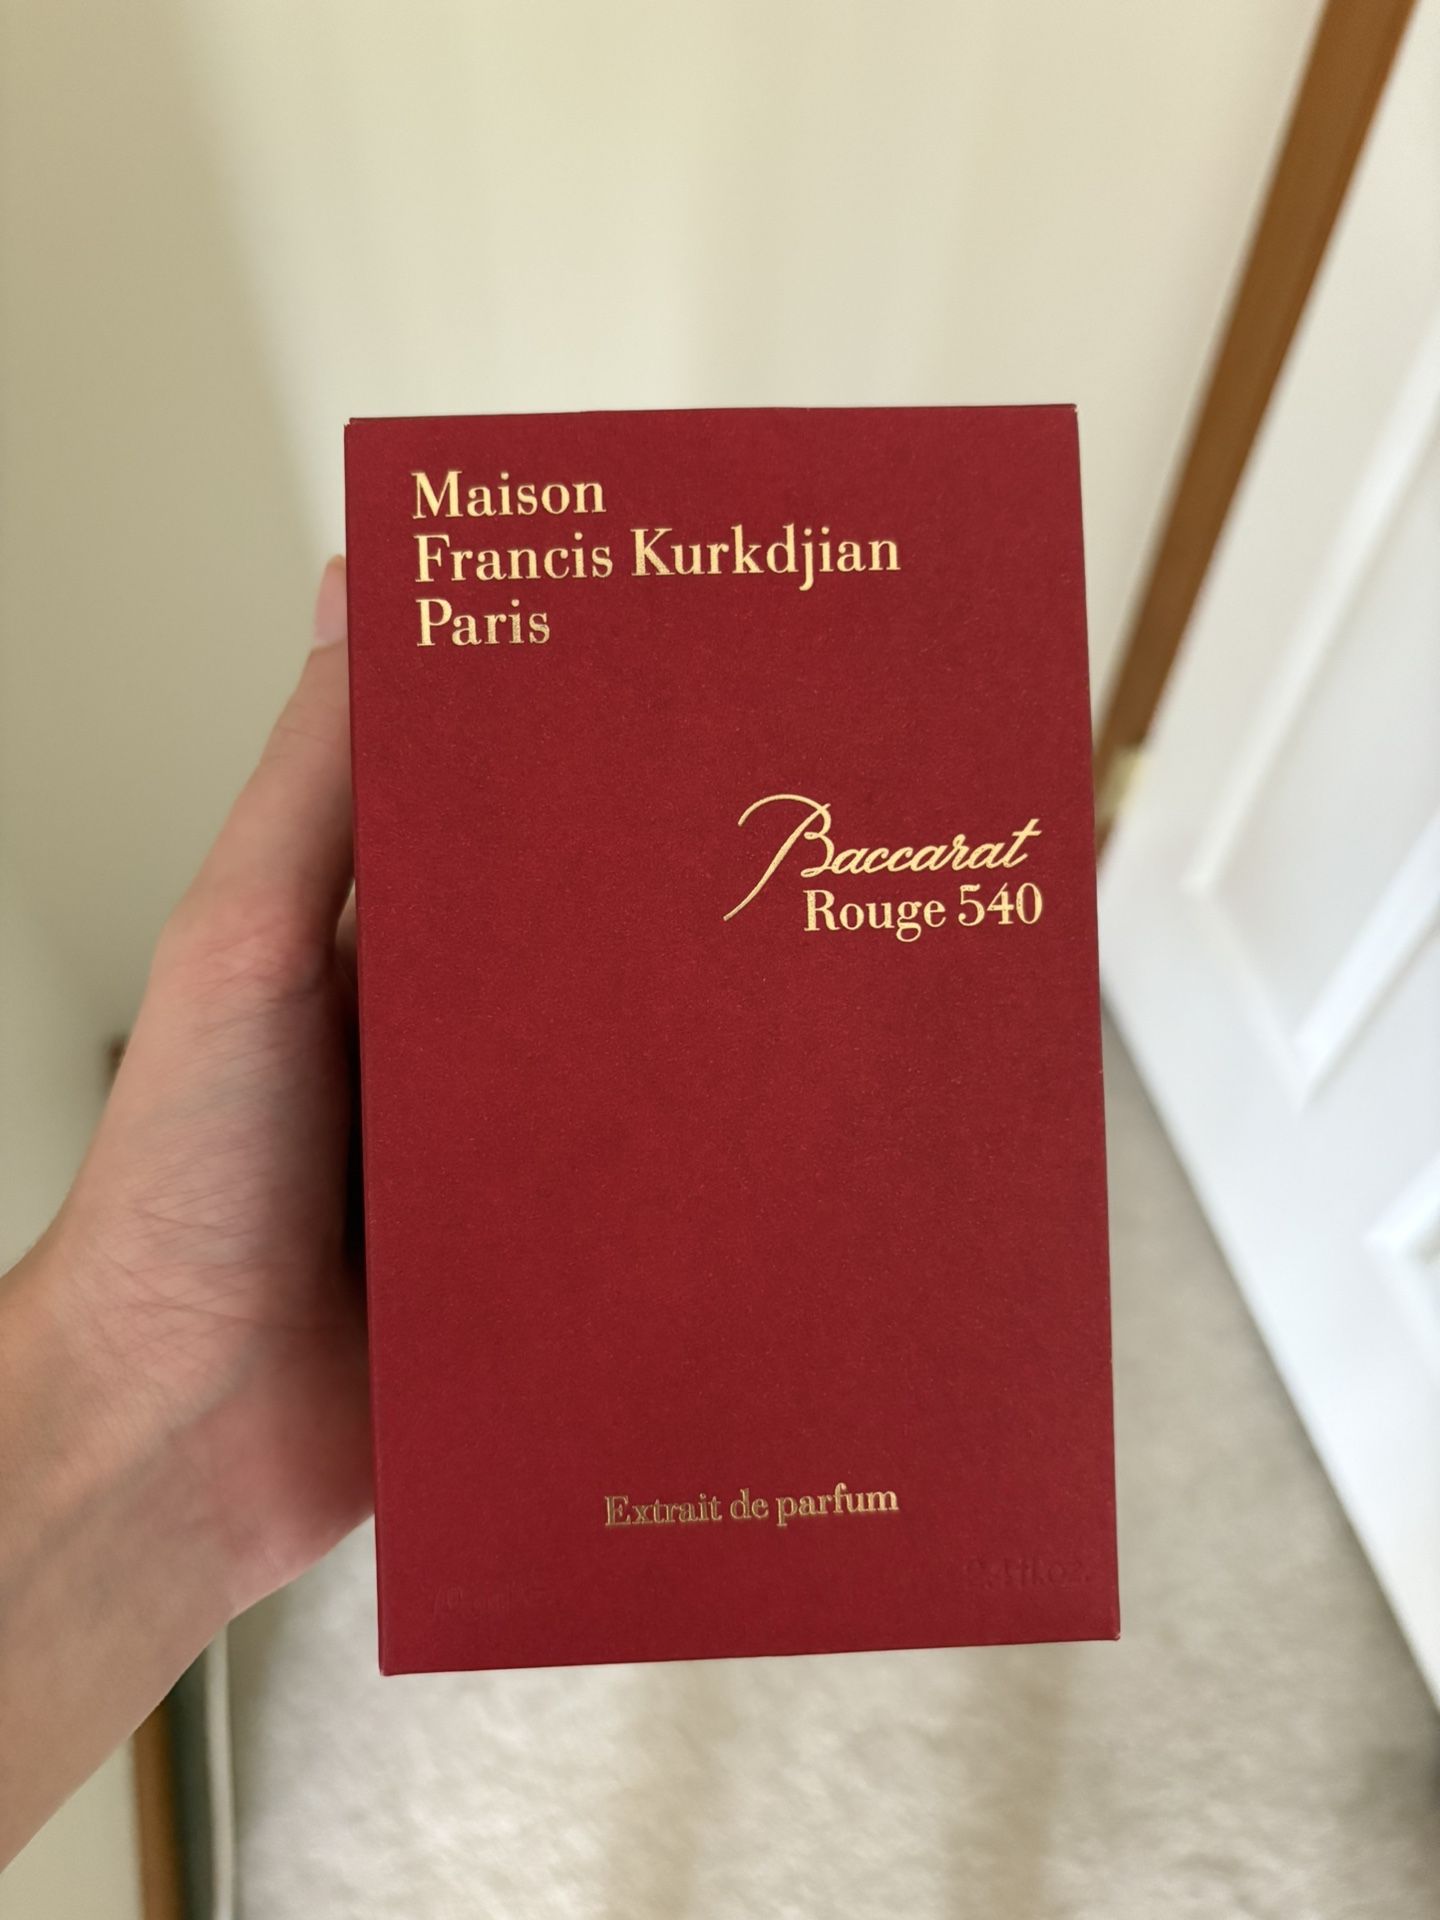 Maison
Francis Kurkdjian
Paris
Baccarat
Rouge 540
Extrait de parfum